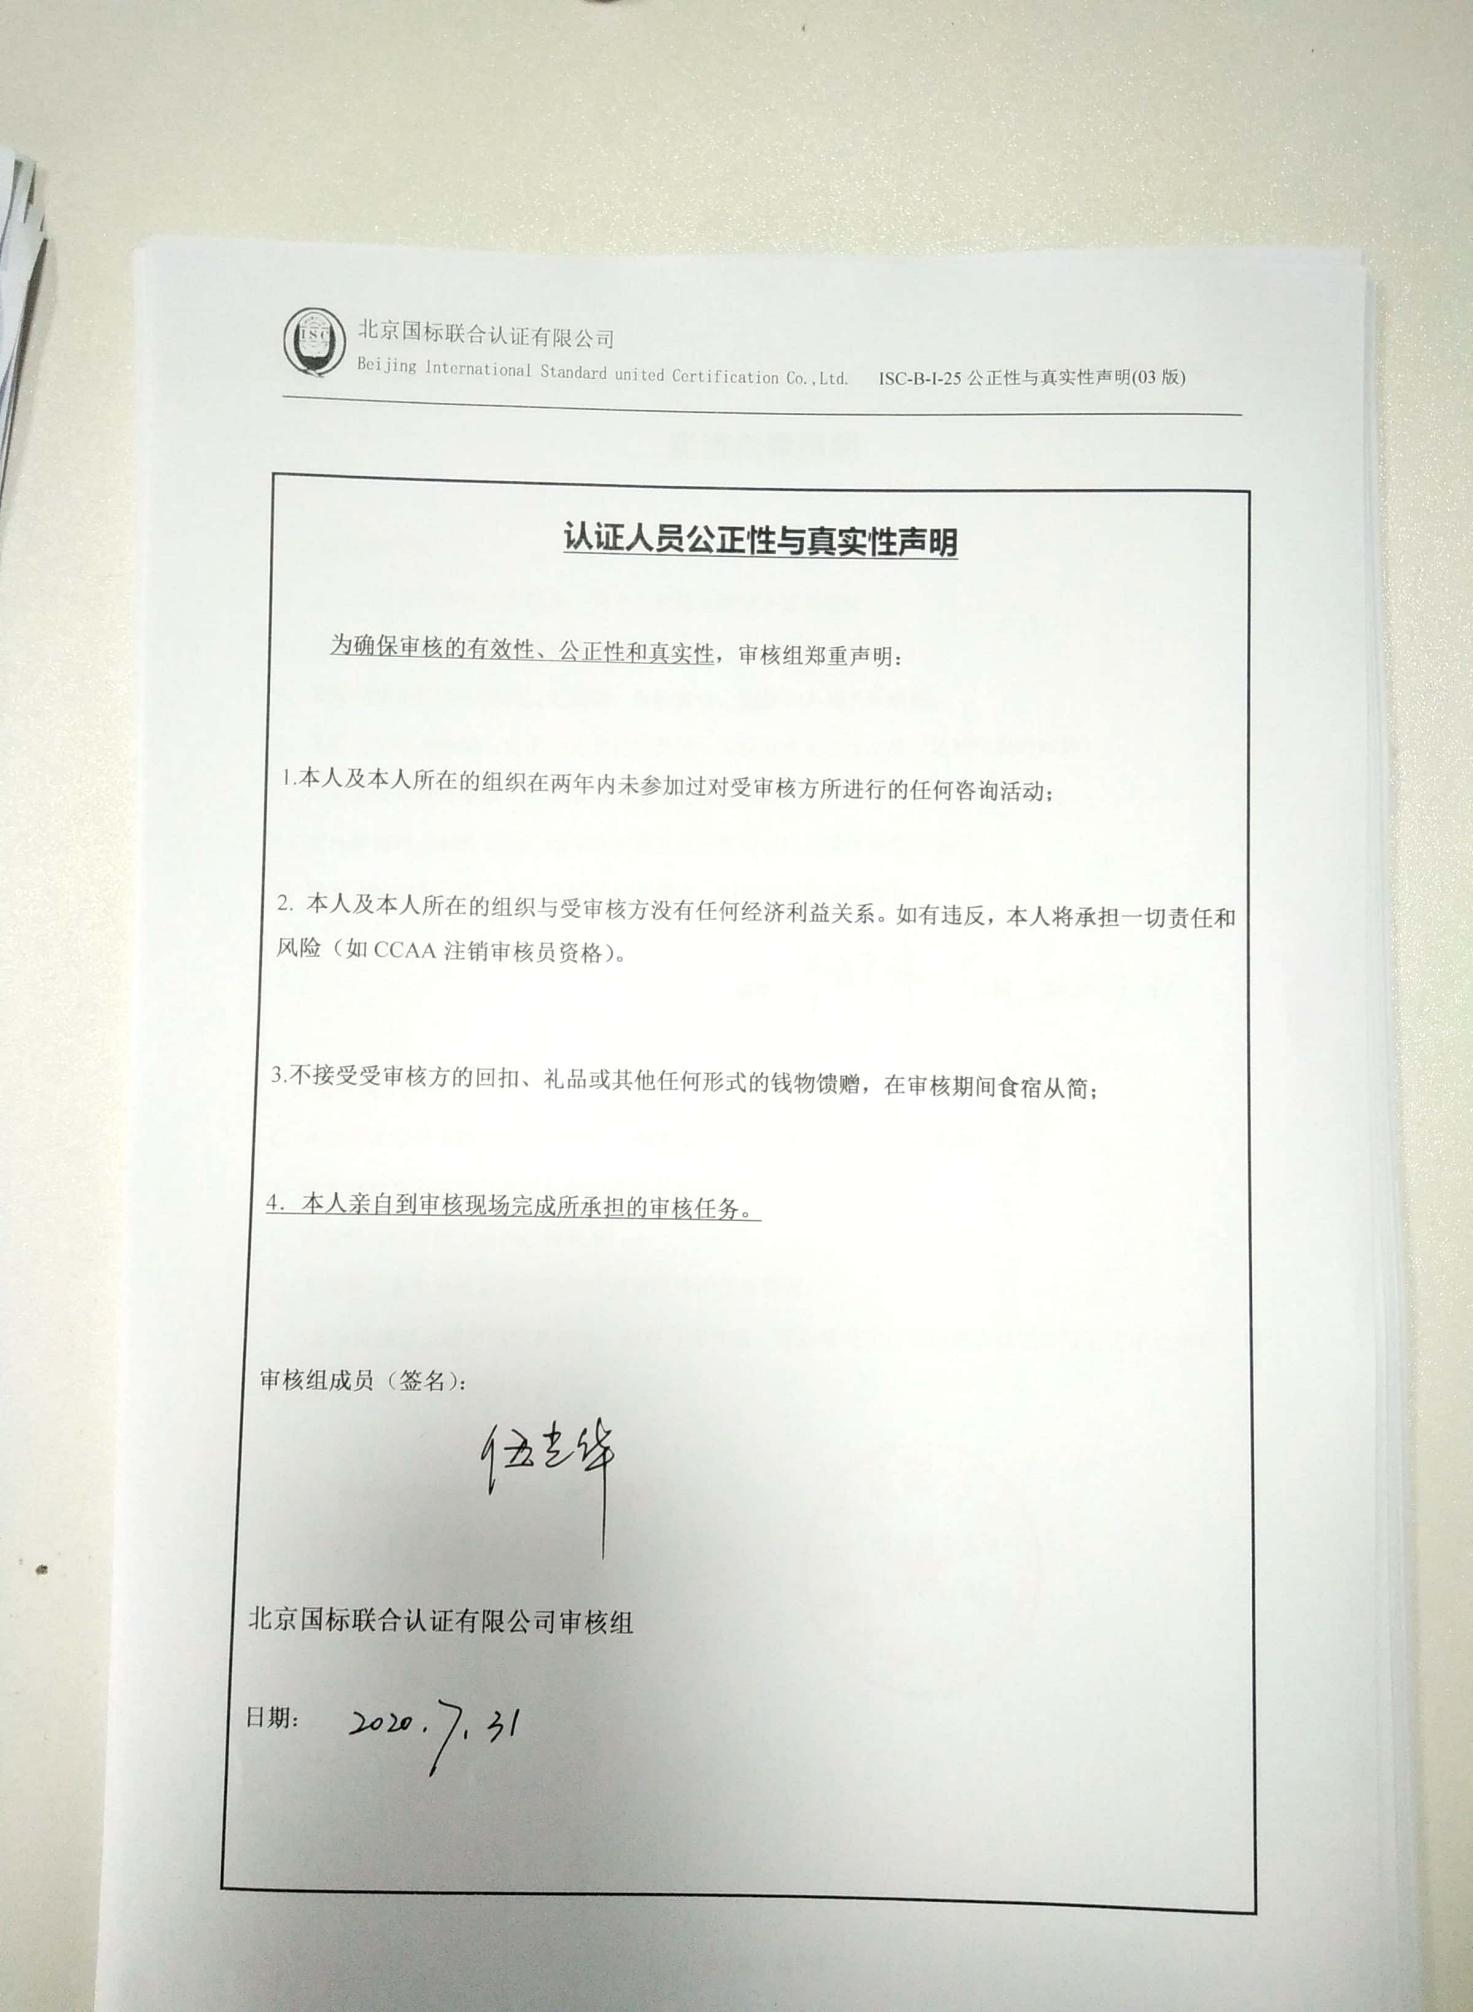 ISC
北京国标联合认证有限公司
Beijing International Standard united Certification Co.,Ltd. ISC-B-I-25 公正性与真实性声明(03 版)
认证人员公正性与真实性声明
为确保审核的有效性、公正性和真实性，审核组郑重声明：
1.本人及本人所在的组织在两年内未参加过对受审核方所进行的任何咨询活动；
2. 本人及本人所在的组织与受审核方没有任何经济利益关系。如有违反，本人将承担一切责任和
风险（如 CCAA 注销审核员资格）。
3.不接受受审核方的回扣、礼品或其他任何形式的钱物馈赠，在审核期间食宿从简；
4. 本人亲自到审核现场完成所承担的审核任务。
审核组成员（签名）：
伍光华
北京国标联合认证有限公司审核组
日期： 2020.7.31